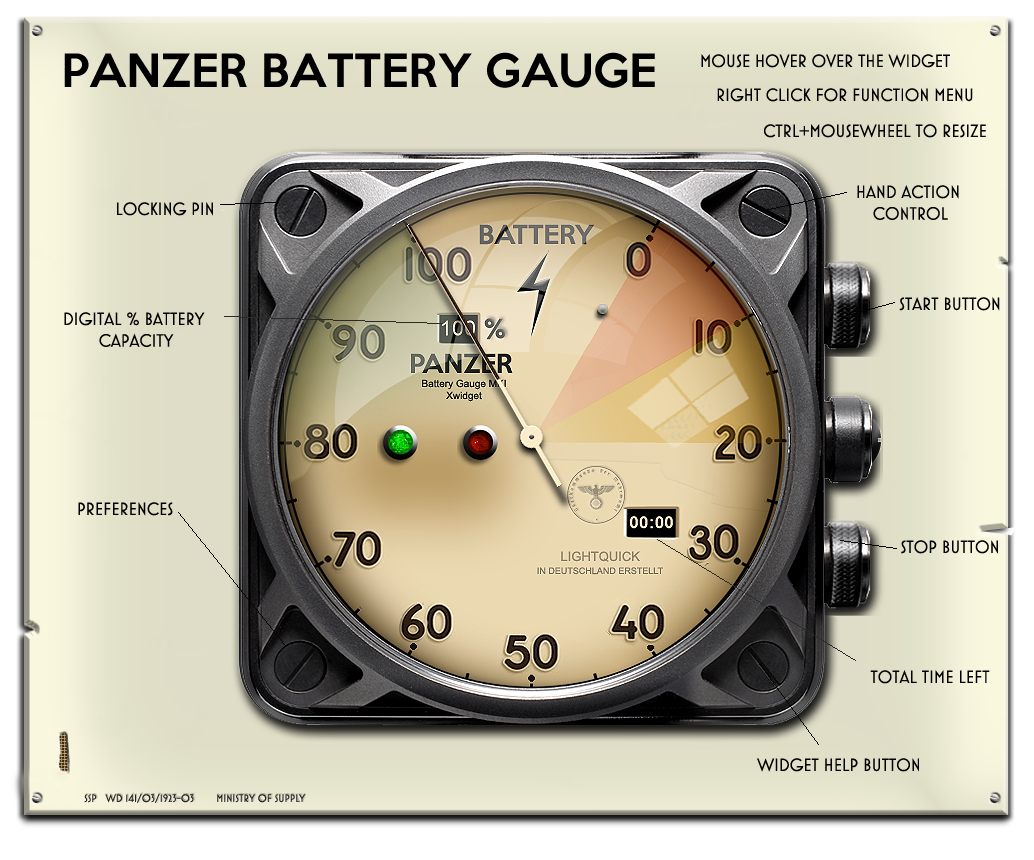 PANZER BATTERY GAUGE
MOUSE HOVER OVER THE WIDGET
RIGHT CLICK FOR FUNCTION MENU
CTRL+MOUSEWHEEL TO RESIZE
LOCKING PIN
HAND ACTION
CONTROL
BATTERY
100
0
START BUTTON
DIGITAL % BATTERY
CAPACITY
100 %
90
10
PANZER
Battery Gauge
Xwidget
80
20
PREFERENCES
00:00
STOP BUTTON
70
30
LIGHTQUICK
IN DEUTSCHLAND ERSTELLT
60
40
50
TOTAL TIME LEFT
WIDGET HELP BUTTON
SSP WD 141/03/1923-03 MINISTRY OF SUPPLY